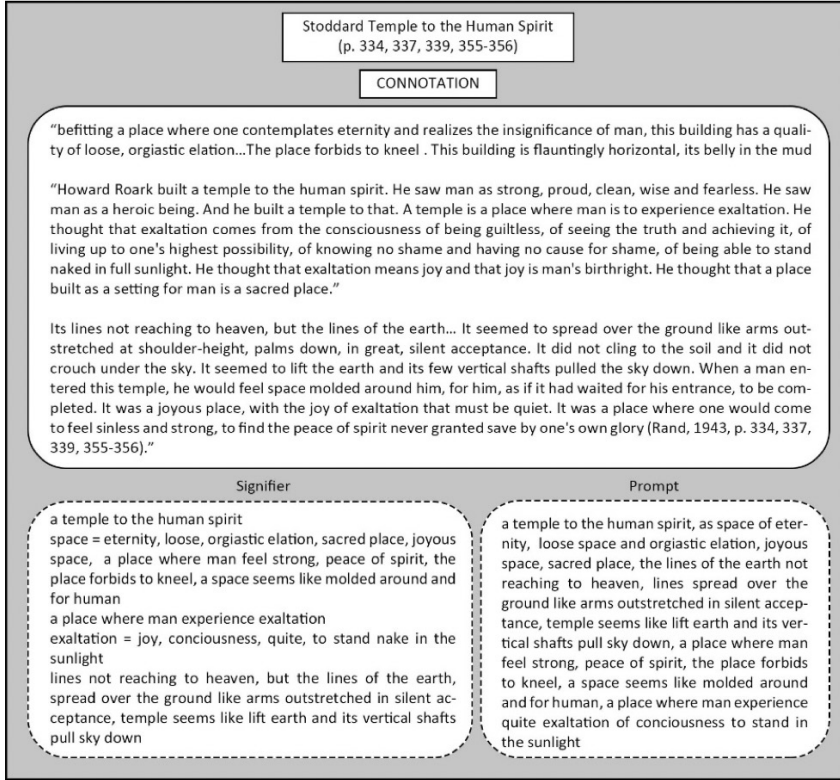 Stoddard Temple to the Human Spirit
(p. 334, 337, 339, 355-356)
CONNOTATION
“befitting a place where one contemplates eternity and realizes the insignificance of man, this building has a quali-
ty of loose, orgiastic elation...The place forbids to kneel . This building is flauntingly horizontal, its belly in the mud
“Howard Roark built a temple to the human spirit. He saw man as strong, proud, clean, wise and fearless. He saw
man as a heroic being. And he built a temple to that. A temple is a place where man is to experience exaltation. He
thought that exaltation comes from the consciousness of being guiltless, of seeing the truth and achieving it, of
living up to one's highest possibility, of knowing no shame and having no cause for shame, of being able to stand
naked in full sunlight. He thought that exaltation means joy and that joy is man's birthright. He thought that a place
built as a setting for man is a sacred place.”
Its lines not reaching to heaven, but the lines of the earth... It seemed to spread over the ground like arms out-
stretched at shoulder-height, palms down, in great, silent acceptance. It did not cling to the soil and it did not
crouch under the sky. It seemed to lift the earth and its few vertical shafts pulled the sky down. When a man en-
tered this temple, he would feel space molded around him, for him, as if it had waited for his entrance, to be com-
pleted. It was a joyous place, with the joy of exaltation that must be quiet. It was a place where one would come
to feel sinless and strong, to find the peace of spirit never granted save by one's own glory (Rand, 1943, p. 334, 337,
339, 355-356).”
Signifier
a temple to the human spirit
space = eternity, loose, orgiastic elation, sacred place, joyous
space, a place where man feel strong, peace of spirit, the
place forbids to kneel, a space seems like molded around and
for human
a place where man experience exaltation
exaltation = joy, conciousness, quite, to stand nake in the
sunlight
lines not reaching to heaven, but the lines of the earth,
spread over the ground like arms outstretched in silent ac-
ceptance, temple seems like lift earth and its vertical shafts
pull sky down
Prompt
a temple to the human spirit, as space of eter-
nity, loose space and orgiastic elation, joyous
space, sacred place, the lines of the earth not
reaching to heaven, lines spread over the
ground like arms outstretched in silent accep-
tance, temple seems like lift earth and its ver-
tical shafts pull sky down, a place where man
feel strong, peace of spirit, the place forbids
to kneel, a space seems like molded around
and for human, a place where man experience
quite exaltation of conciousness to stand in
the sunlight